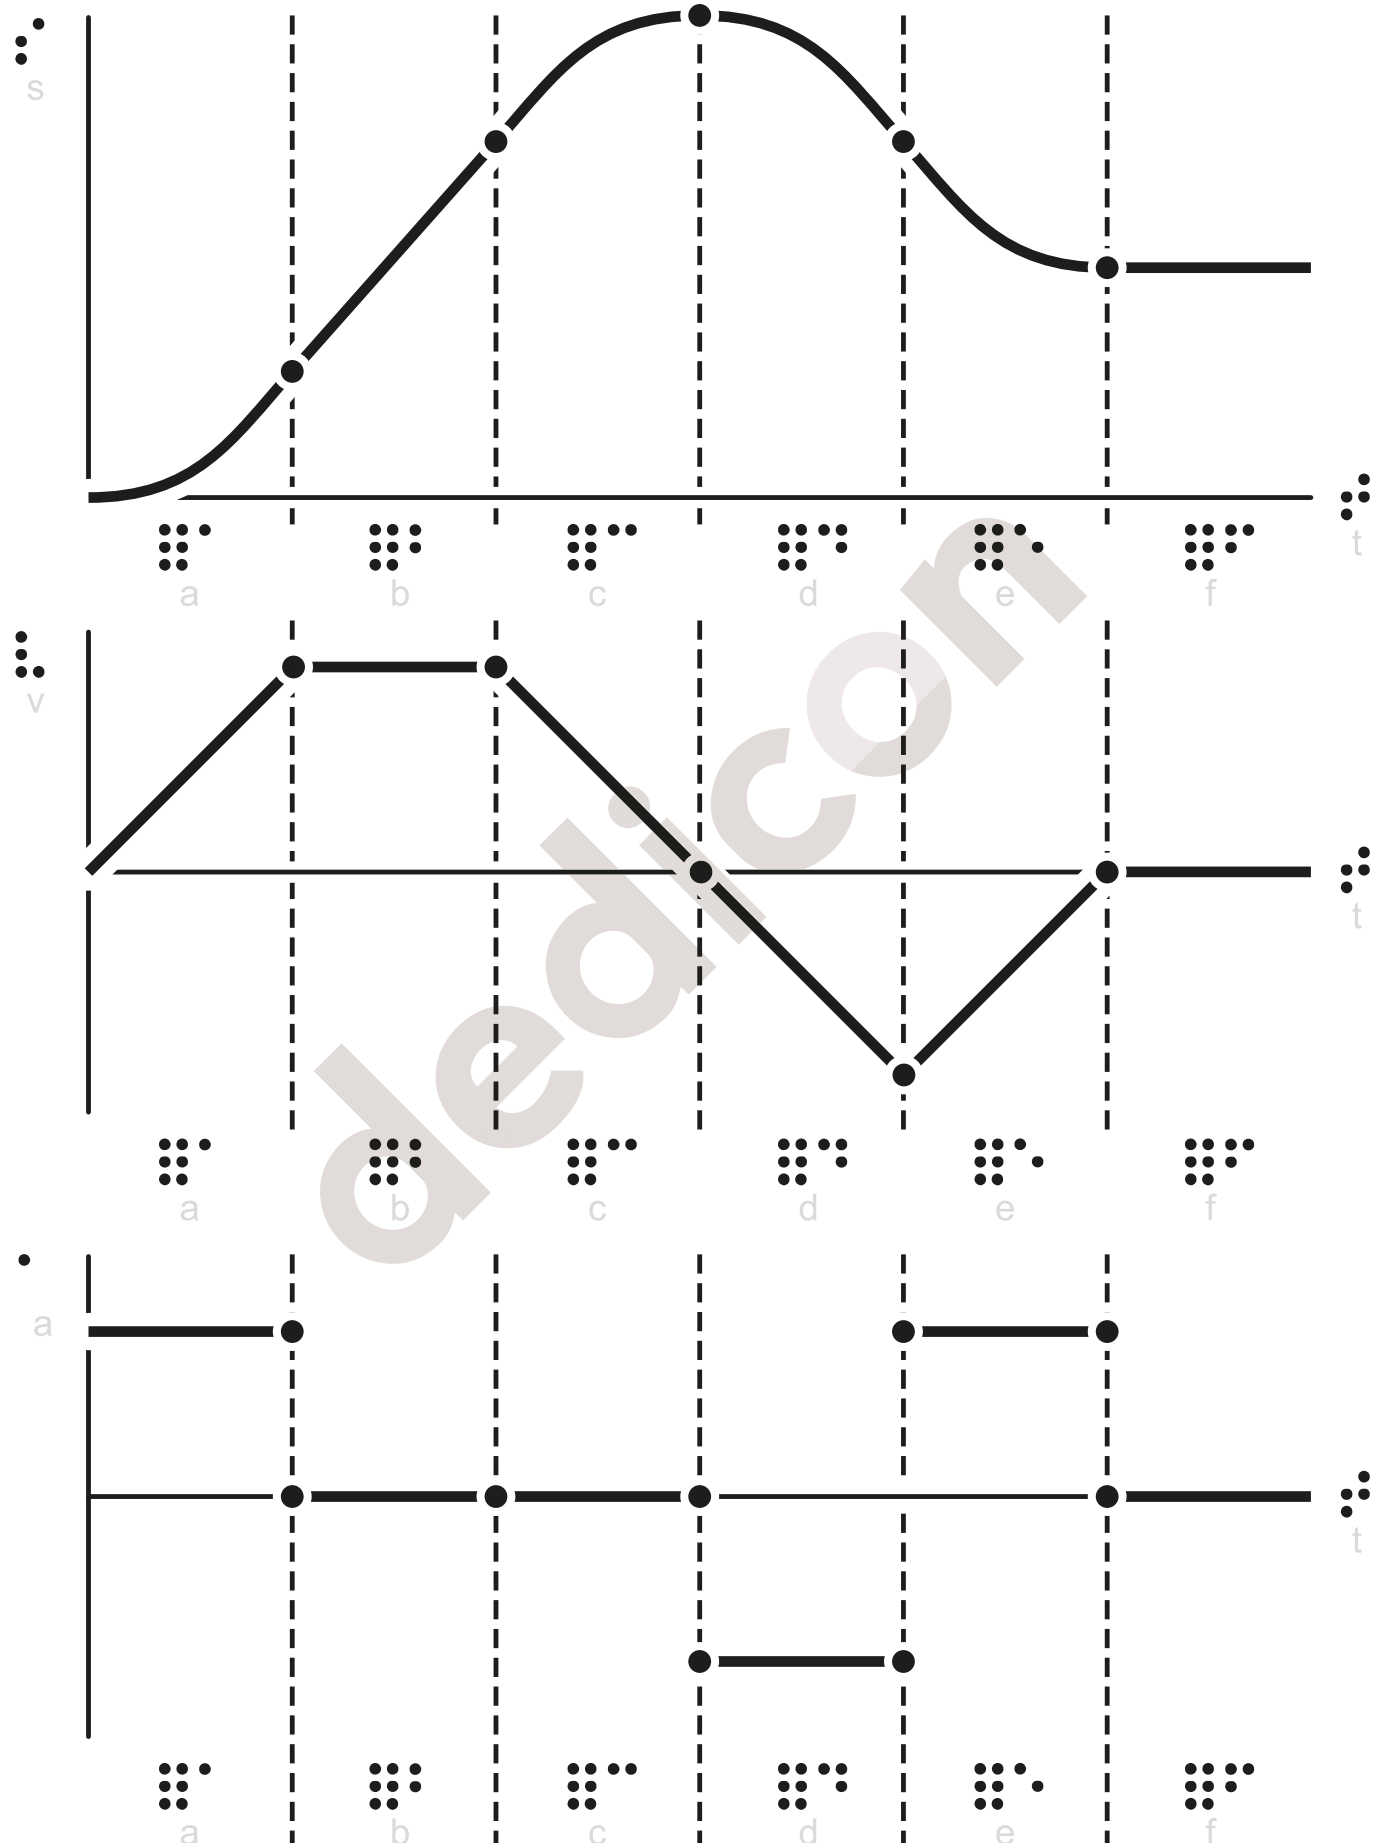 ⠎
s
⠿⠁ ⠿⠃ ⠿⠉ ⠿⠙ ⠿⠑ ⠿⠋ ⠞
a b c d e f t
⠧
v
⠞
t
⠿⠁ ⠿⠃ ⠿⠉ ⠿⠙ ⠿⠑ ⠿⠋
a b c d e f
⠁
a
⠞
t
⠿⠁ ⠿⠃ ⠿⠉ ⠿⠙ ⠿⠑ ⠿⠋
a b c d e f
dedicon